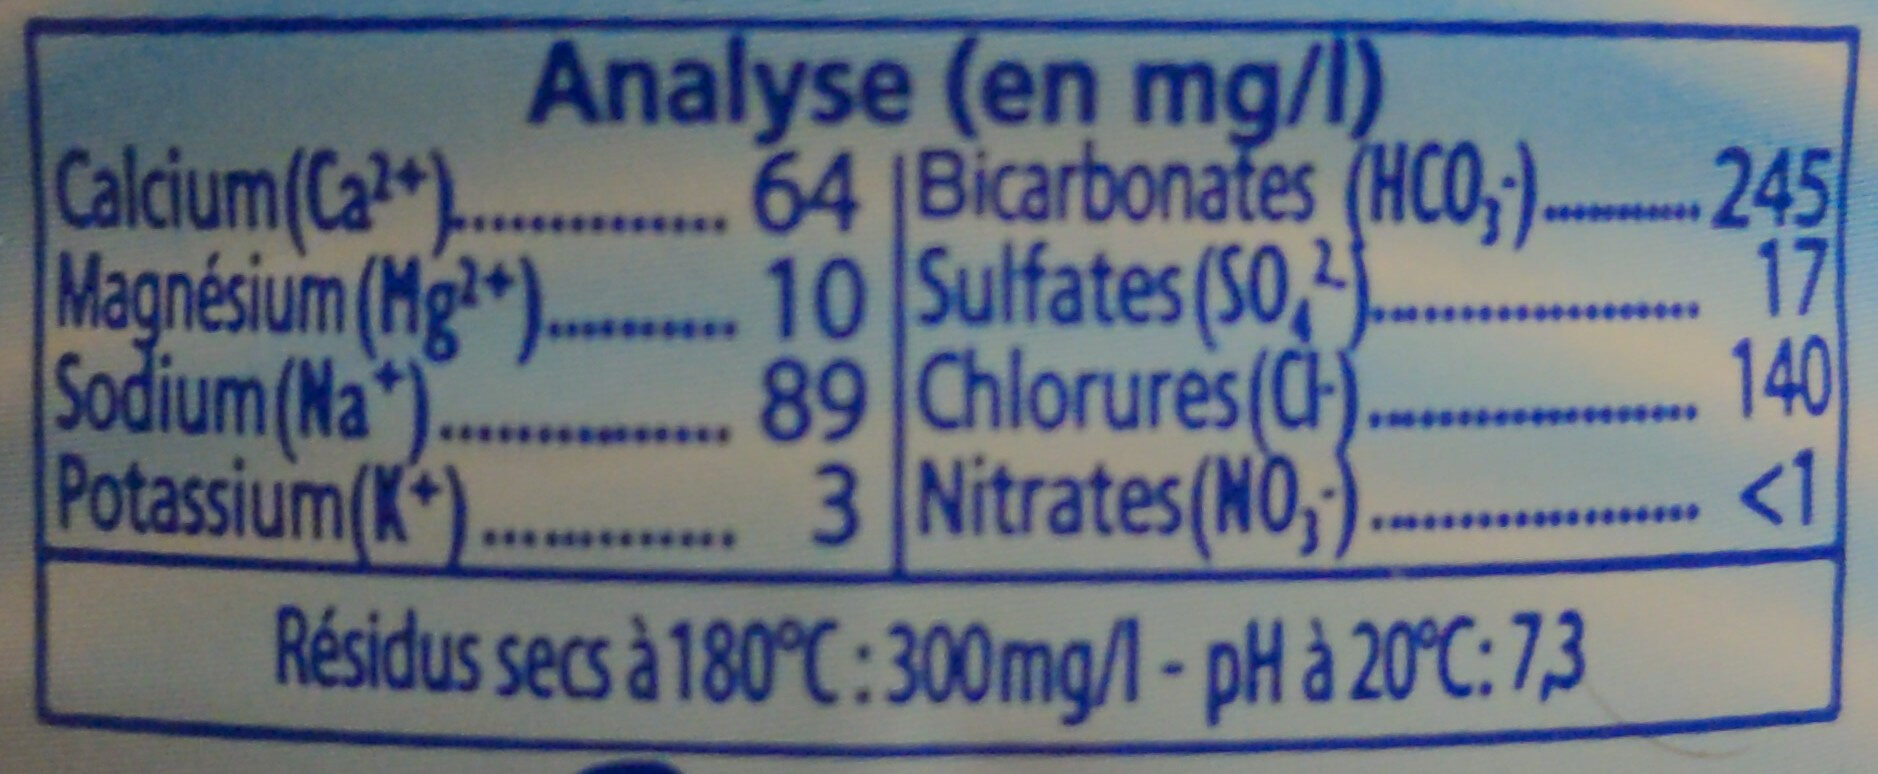 Analyse (en mg/l)
Calcium (Ca²⁺)............... 64
Magnésium (Mg²⁺).......... 10
Sodium (Na⁺)............... 89
Potassium (K⁺)............. 3
Bicarbonates (HCO₃⁻)........... 245
Sulfates (SO₄²⁻).................... 17
Chlorures (Cl⁻).................... 140
Nitrates (NO₃⁻).................... <1
Résidus secs à 180°C : 300mg/l - pH à 20°C: 7,3